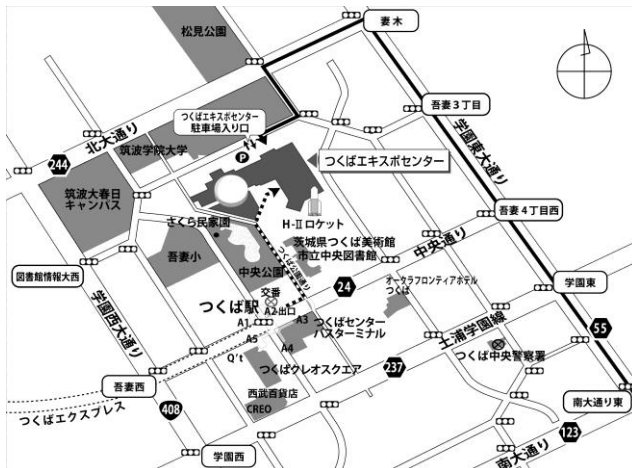 松見公園
妻木
つくばエキスポセンター
駐車場入り口
吾妻3丁目
北大通り
筑波学院大学
P
学園東大通り
244
つくばエキスポセンター
筑波大春日
キャンパス
さくら民家園
H-IIロケット
吾妻4丁目西
茨城県つくば美術館
市立中央図書館
中央通り
吾妻小
中央公園
つくば公園通り
図書館情報大西
24
オークラフロンティアホテル
つくば
学園東
交番
つくば駅
A2出口
A1
A3
つくばセンター
バスターミナル
土浦学園線
55
学園西大通り
A5
A4
Q't
つくば中央警察署
つくばクレオスクエア
237
吾妻西
西武百貨店
CREO
南大通り東
つくばエクスプレス
408
学園西
123
南大通り